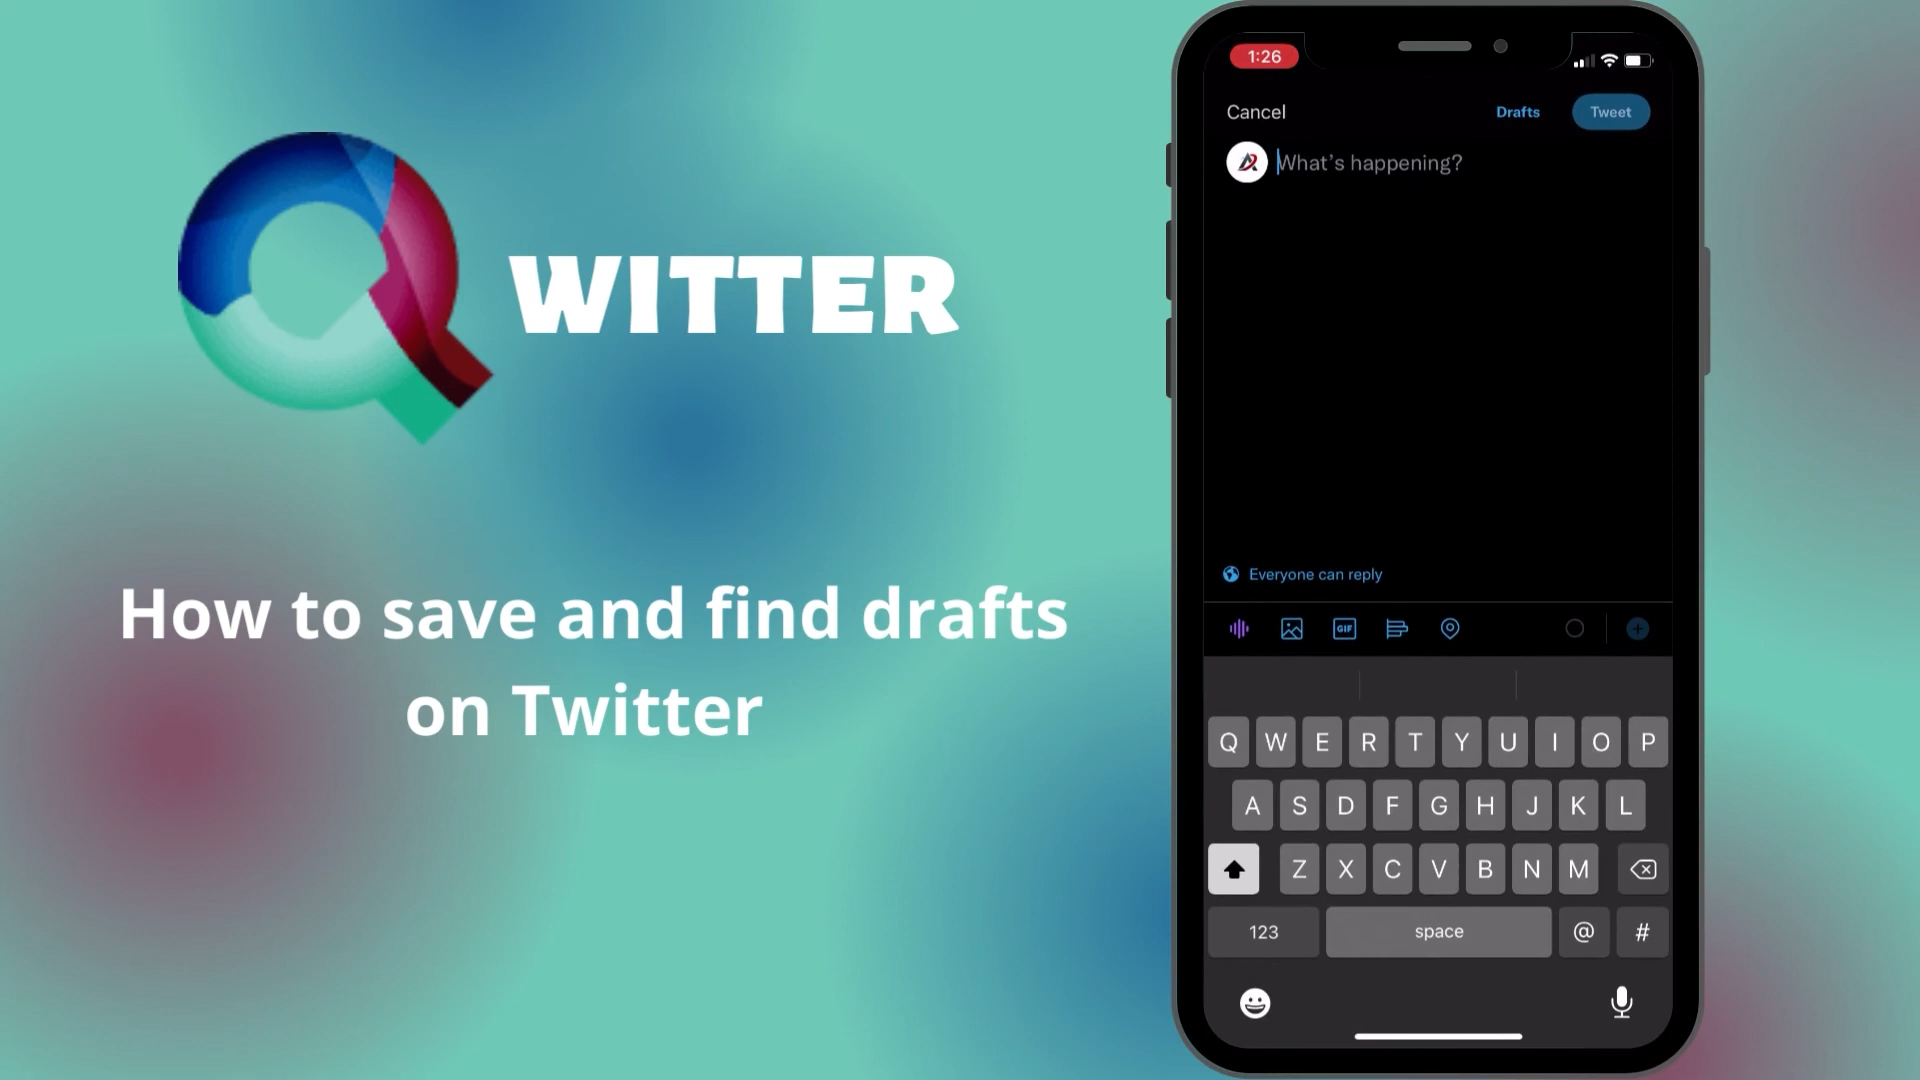 QWITTER
How to save and find drafts
on Twitter
1:26
Cancel
Drafts
Tweet
What's happening?
Everyone can reply
GIF
Q W E R T Y U I O P
A S D F G H J K L
Z X C V B N M
123 space @ #